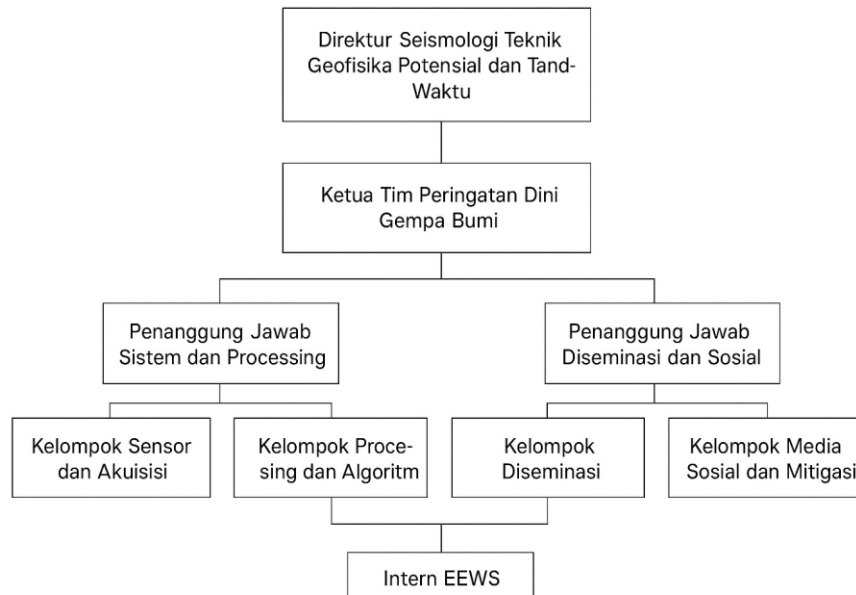 Direktur Seismologi Teknik
Geofisika Potensial dan Tand-
Waktu
Ketua Tim Peringatan Dini
Gempa Bumi
Penanggung Jawab
Sistem dan Processing
Penanggung Jawab
Diseminasi dan Sosial
Kelompok Sensor
dan Akuisisi
Kelompok Proce-
sing dan Algoritm
Kelompok
Diseminasi
Kelompok Media
Sosial dan Mitigasi
Intern EEWS